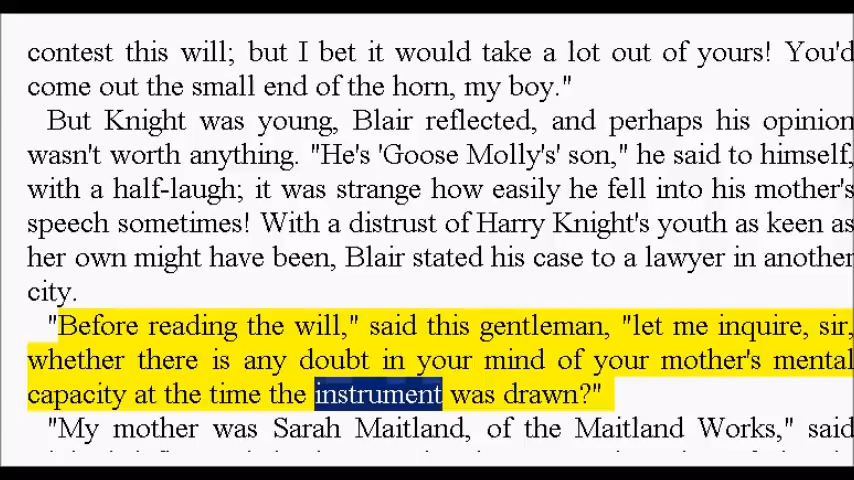 contest this will; but I bet it would take a lot out of yours! You'd
come out the small end of the horn, my boy."
But Knight was young, Blair reflected, and perhaps his opinion
wasn't worth anything. "He's 'Goose Molly's' son," he said to himself,
with a half-laugh; it was strange how easily he fell into his mother's
speech sometimes! With a distrust of Harry Knight's youth as keen as
her own might have been, Blair stated his case to a lawyer in another
city.
"Before reading the will," said this gentleman, "let me inquire, sir,
whether there is any doubt in your mind of your mother's mental
capacity at the time the instrument was drawn?"
"My mother was Sarah Maitland, of the Maitland Works," said